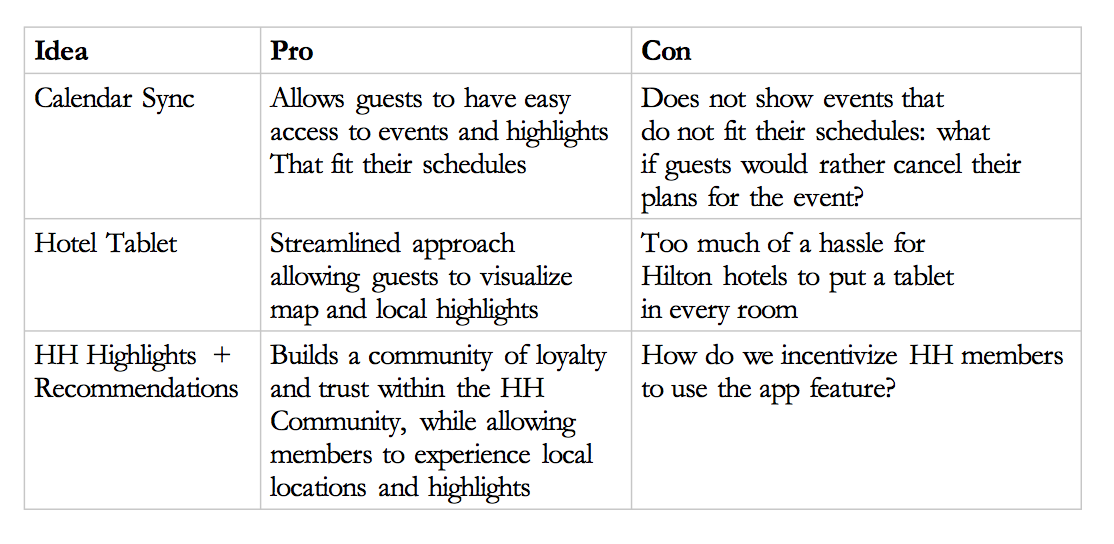 Idea Pro Con
Calendar Sync
Allows guests to have easy
access to events and highlights
That fit their schedules
Does not show events that
do not fit their schedules: what
if guests would rather cancel their
plans for the event?
Hotel Tablet
Streamlined approach
allowing guests to visualize
map and local highlights
Too much of a hassle for
Hilton hotels to put a tablet
in every room
HH Highlights +
Recommendations
Builds a community of loyalty
and trust within the HH
Community, while allowing
members to experience local
locations and highlights
How do we incentivize HH members
to use the app feature?